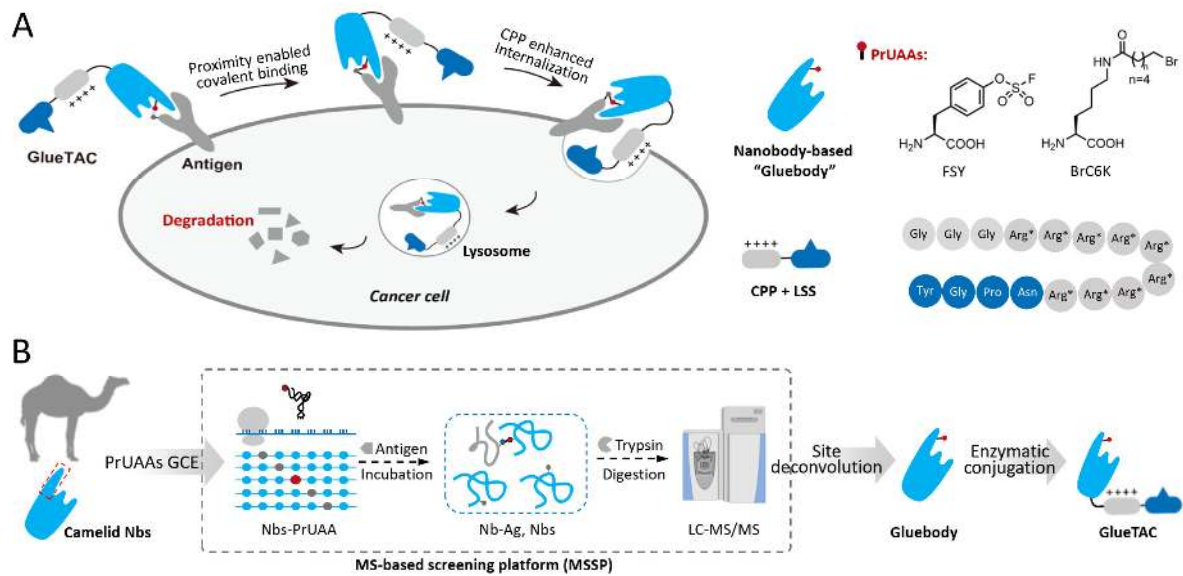 A
Proximity enabled
covalent binding
CPP enhanced
Internalization
GlueTAC
Antigen
Degradation
Lysosome
Cancer cell
Nanobody-based
“Gluebody”
PrUAAs:
O
S
F
O
O
H₂N
COOH
FSY
O
HN
n
n=4
Br
H₂N
COOH
BrC6K
++++
CPP + LSS
Gly Gly Gly Arg* Arg* Arg* Arg* Arg*
Arg*
Tyr Gly Pro Asn Arg* Arg* Arg*
B
Camelid Nbs
PrUAAs GCE
Nbs-PrUAA
Antigen
Incubation
Nb-Ag, Nbs
Trypsin
Digestion
LC-MS/MS
MS-based screening platform (MSSP)
Site
deconvolution
Gluebody
Enzymatic
conjugation
++++
GlueTAC